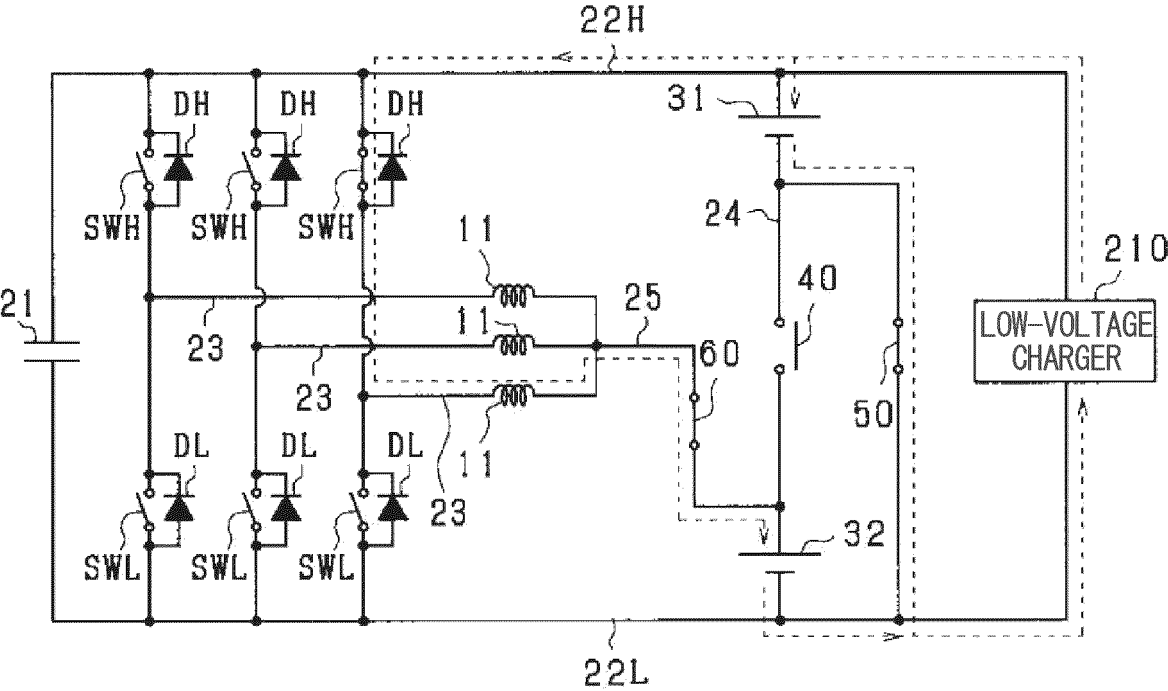 22H
DH
DH
DH
31
SWH
SWH
SWH
24
11
40
210
21
23
11
25
LOW-VOLTAGE
CHARGER
60
23
50
DL
DL
DL
11
23
32
SWL
SWL
SWL
22L